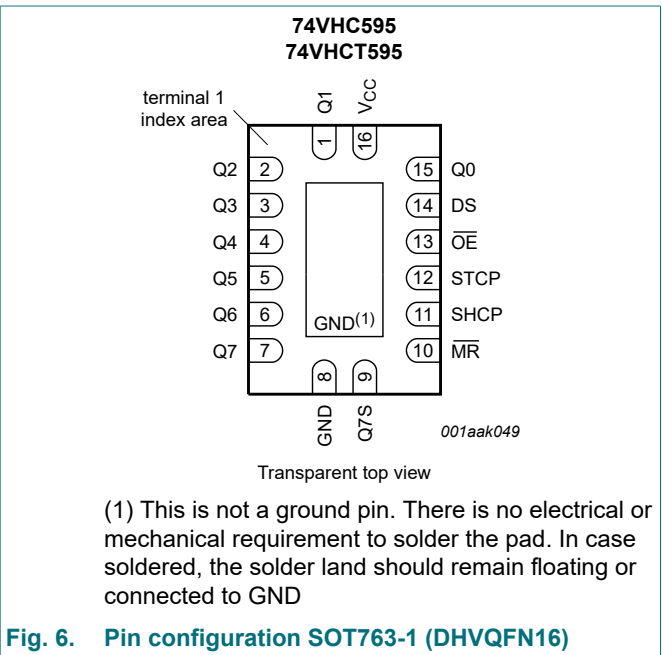 74VHC595
74VHCT595
terminal 1
index area
Q1 VCC
1 16
Q2 2 15 Q0
Q3 3 14 DS
Q4 4 13 O̅E̅
Q5 5 12 STCP
Q6 6 11 SHCP
GND(1)
Q7 7 10 M̅R̅
8 9
GND Q7S
001aak049
Transparent top view
(1) This is not a ground pin. There is no electrical or
mechanical requirement to solder the pad. In case
soldered, the solder land should remain floating or
connected to GND
Fig. 6. Pin configuration SOT763-1 (DHVQFN16)